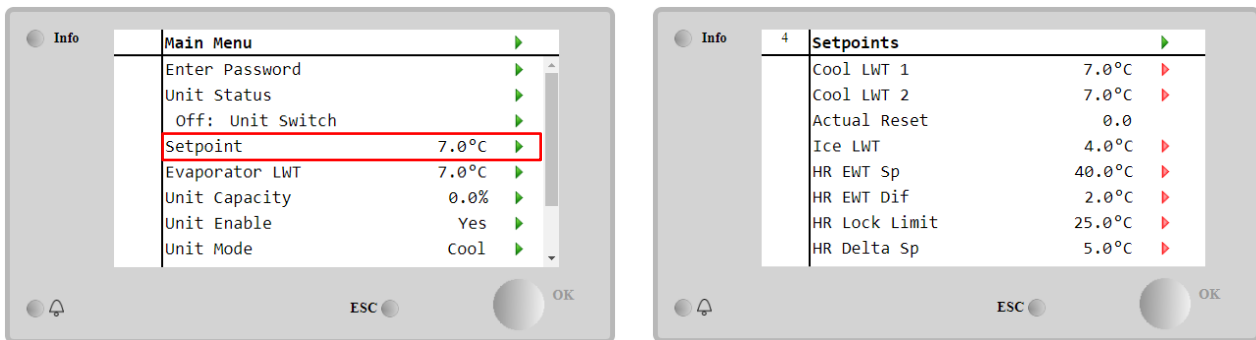 Info
Main Menu
Enter Password
Unit Status
Off: Unit Switch
Setpoint 7.0°C
Evaporator LWT 7.0°C
Unit Capacity 0.0%
Unit Enable Yes
Unit Mode Cool
ESC
OK
Info
4 Setpoints
Cool LWT 1 7.0°C
Cool LWT 2 7.0°C
Actual Reset 0.0
Ice LWT 4.0°C
HR EWT Sp 40.0°C
HR EWT Dif 2.0°C
HR Lock Limit 25.0°C
HR Delta Sp 5.0°C
ESC
OK